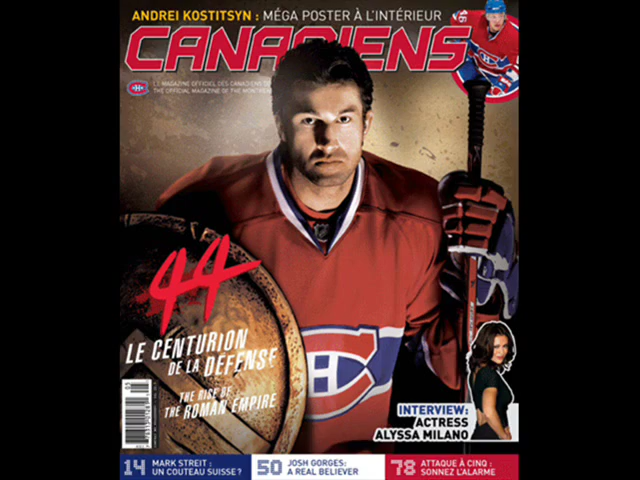 ANDREI KOSTITSYN : MÉGA POSTER À L'INTÉRIEUR
CANADIENS
LE MAGAZINE OFFICIEL DES CANADIENS DE
THE OFFICIAL MAGAZINE OF THE MONTREAL
44
LE CENTURION
DE LA DÉFENSE
THE RISE OF
THE ROMAN EMPIRE
INTERVIEW:
ACTRESS
ALYSSA MILANO
14 MARK STREIT :
UN COUTEAU SUISSE ?
50 JOSH GORGES:
A REAL BELIEVER
78 ATTAQUE À CINQ :
SONNEZ L'ALARME